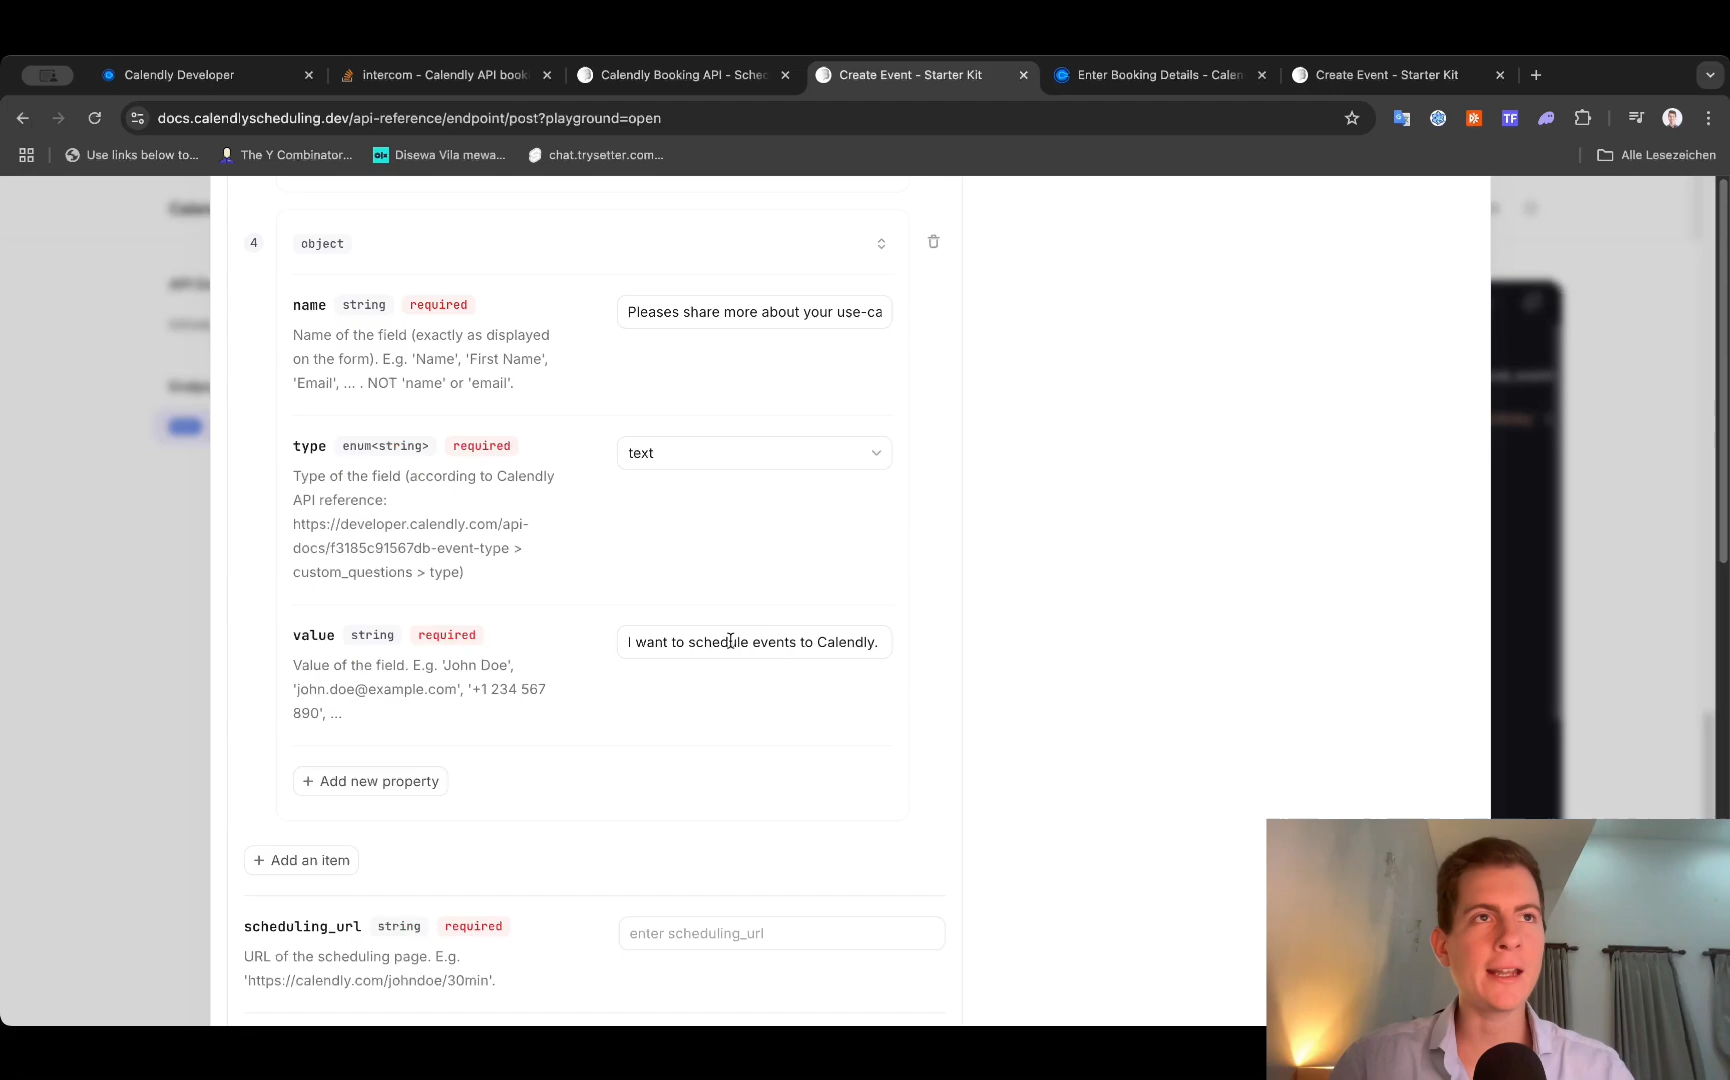 Calendly Developer
intercom - Calendly API book
Calendly Booking API - Sched
Create Event - Starter Kit
Enter Booking Details - Calen
Create Event - Starter Kit
docs.calendlyscheduling.dev/api-reference/endpoint/post?playground=open
TF
Use links below to...
The Y Combinator...
Disewa Vila mewa...
chat.trysetter.com...
Alle Lesezeichen
4
object
name string required
Pleases share more about your use-ca
Name of the field (exactly as displayed
on the form). E.g. 'Name', 'First Name',
'Email', ... . NOT 'name' or 'email'.
type enum<string> required
text
Type of the field (according to Calendly
API reference:
https://developer.calendly.com/api-
docs/f3185c91567db-event-type >
custom_questions > type)
value string required
I want to schedule events to Calendly.
Value of the field. E.g. 'John Doe',
'john.doe@example.com', '+1 234 567
890', ...
+ Add new property
+ Add an item
scheduling_url string required
enter scheduling_url
URL of the scheduling page. E.g.
'https://calendly.com/johndoe/30min'.